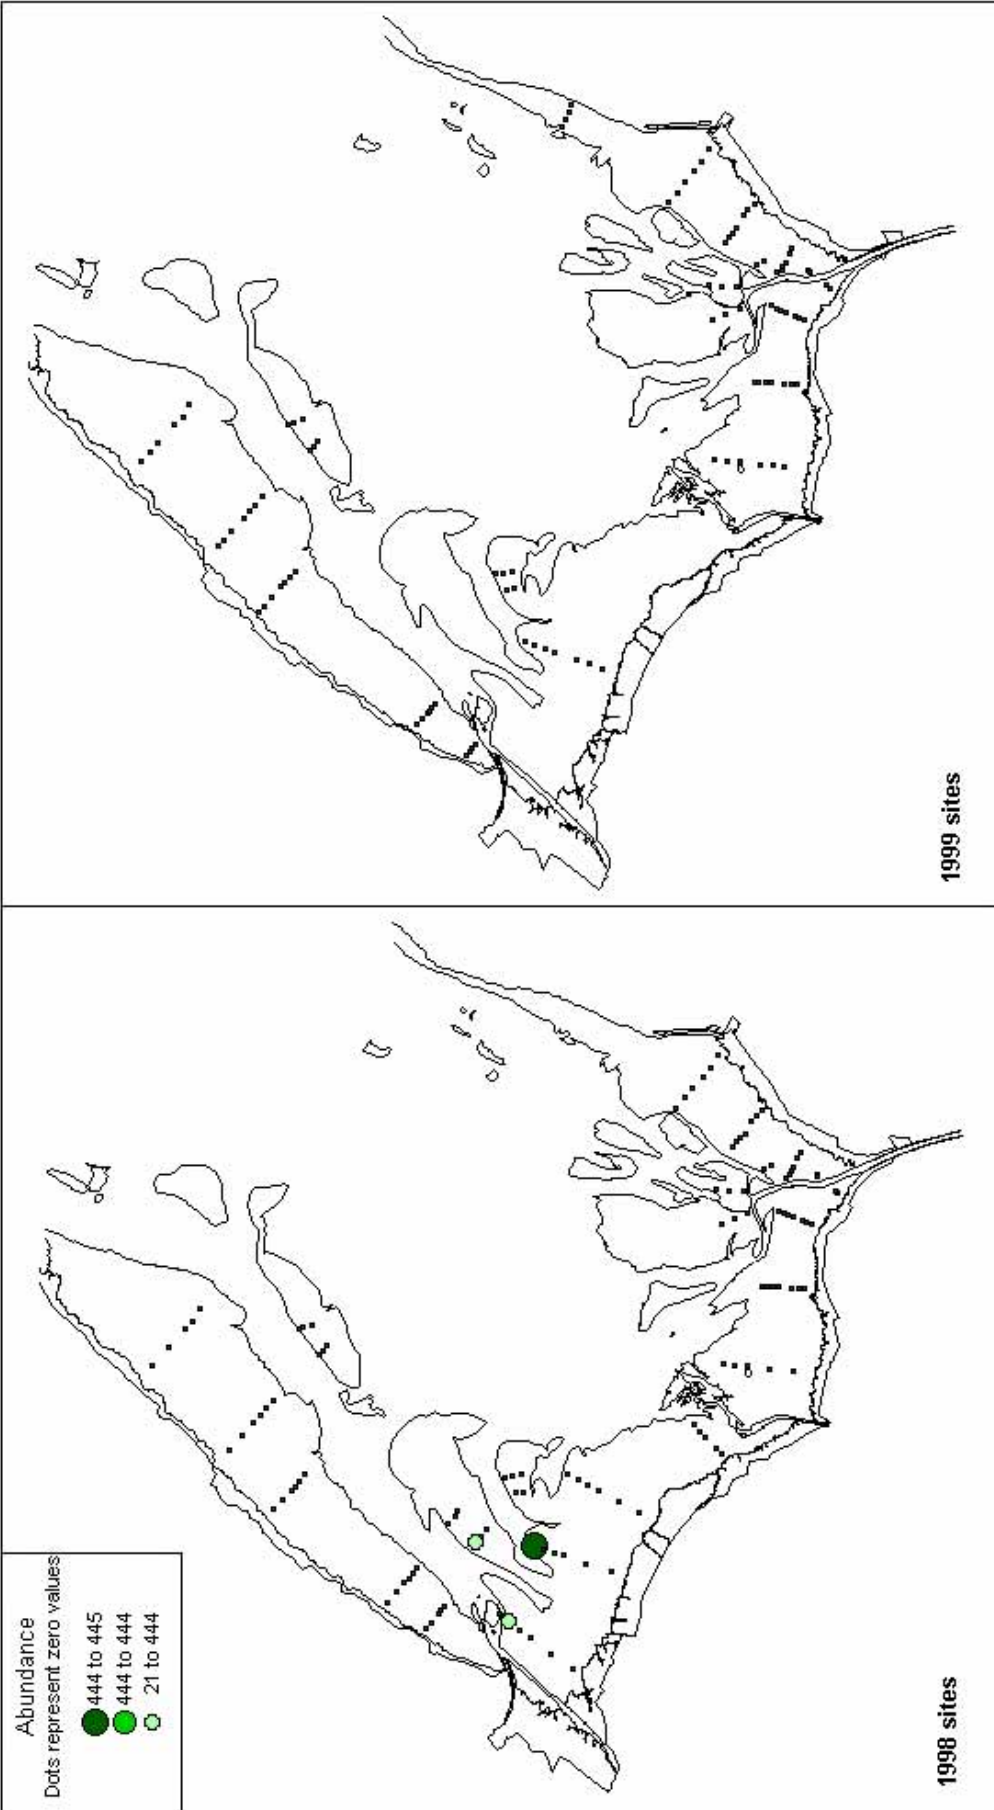 Abundance
Dots represent zero values
444 to 445
444 to 444
21 to 444
1998 sites
1999 sites